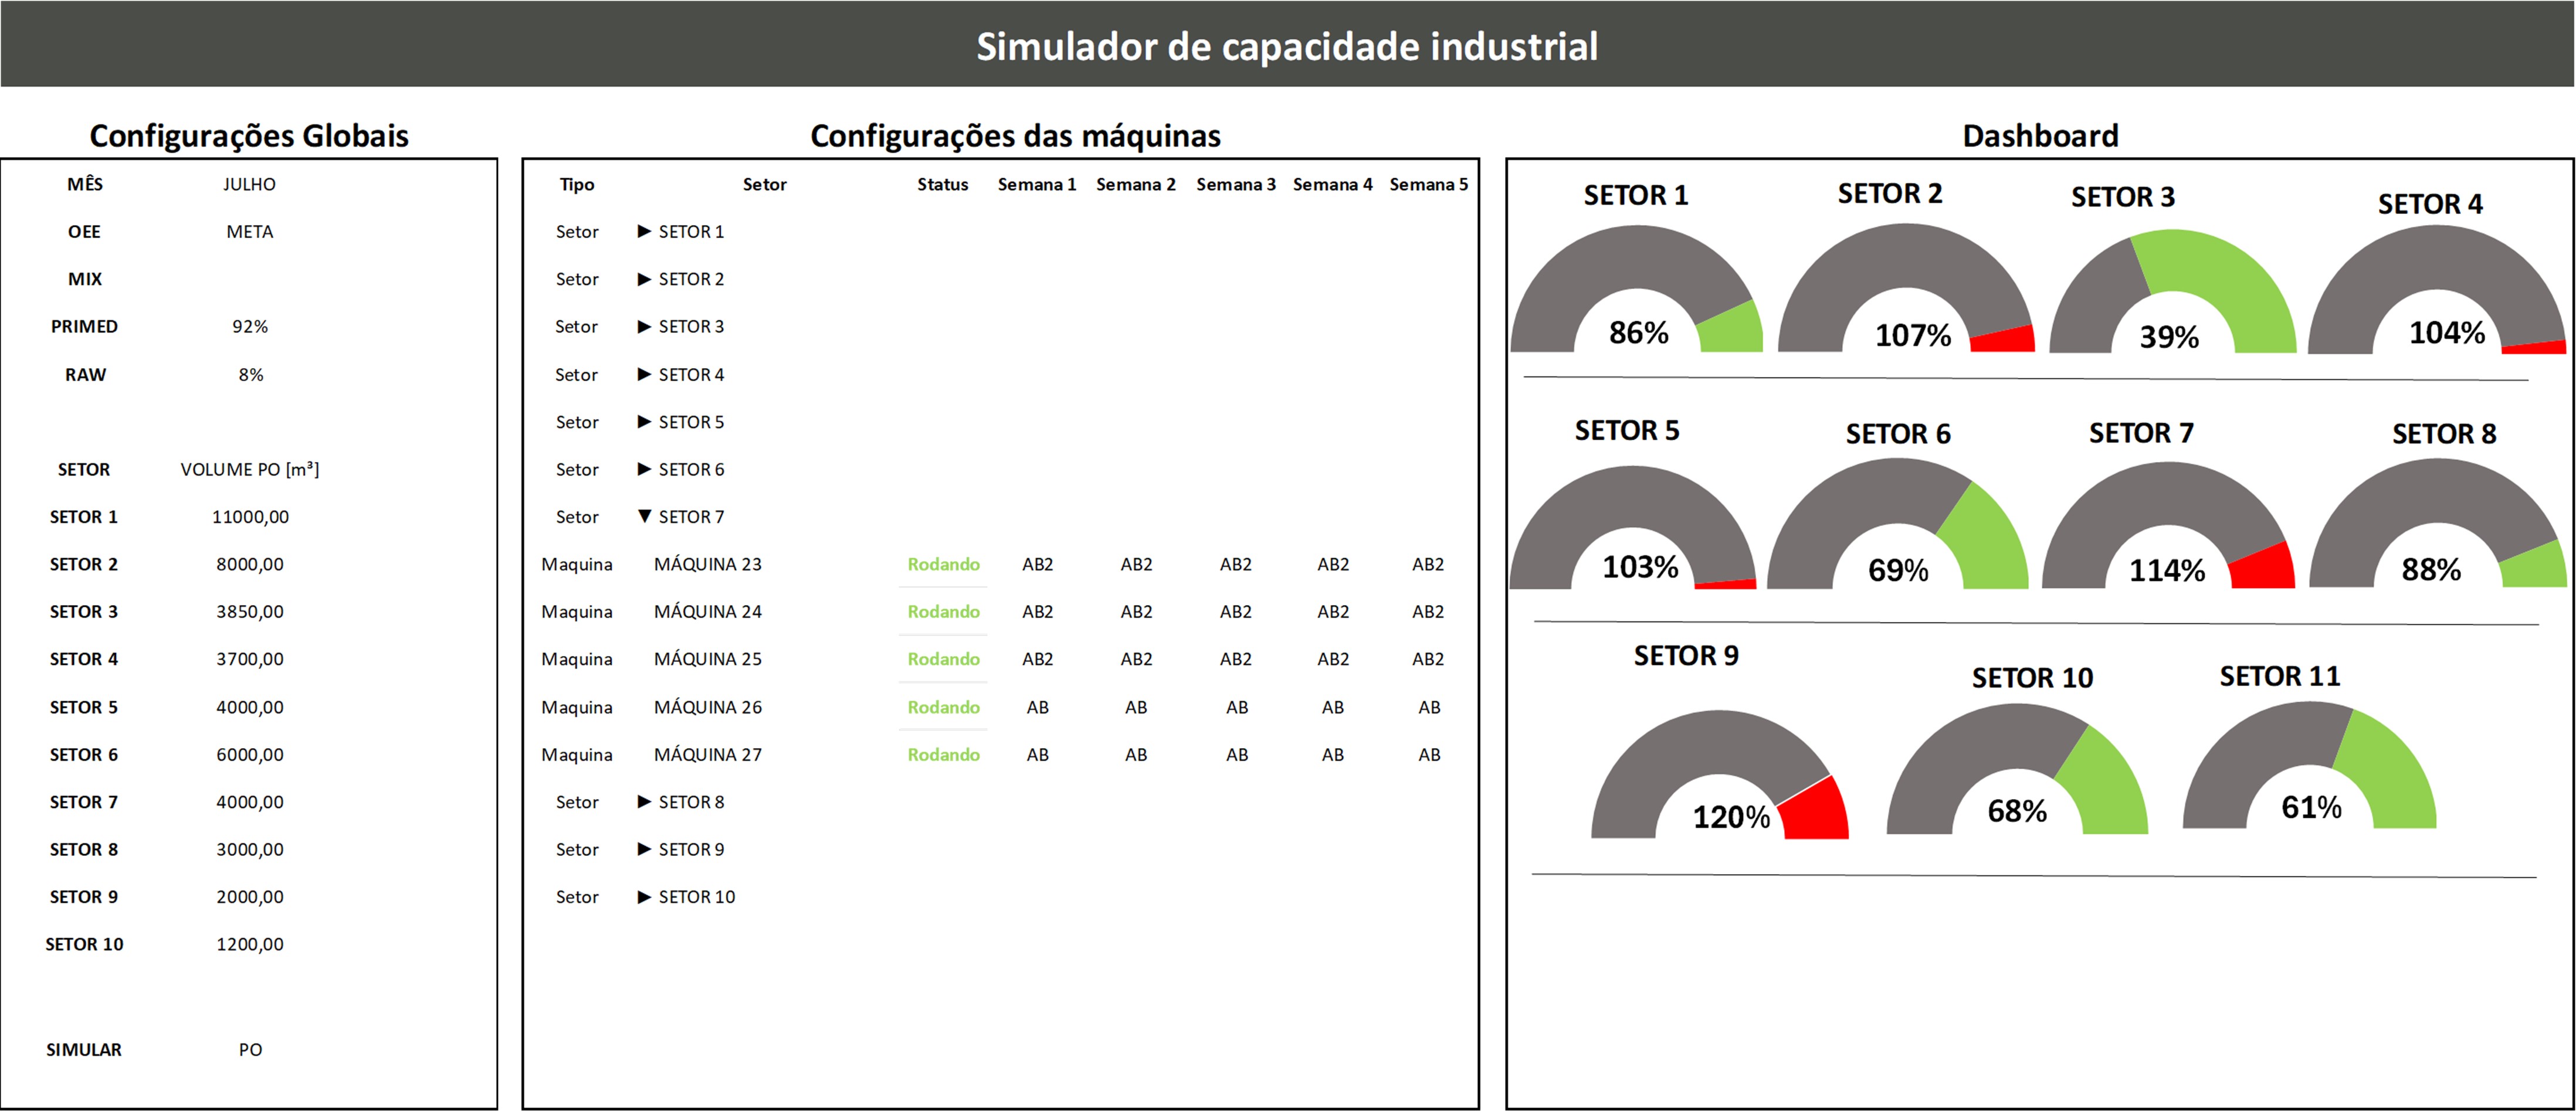 Simulador de capacidade industrial
Configurações Globais
MÊS JULHO
OEE META
MIX
PRIMED 92%
RAW 8%
SETOR VOLUME PO [m³]
SETOR 1 11000,00
SETOR 2 8000,00
SETOR 3 3850,00
SETOR 4 3700,00
SETOR 5 4000,00
SETOR 6 6000,00
SETOR 7 4000,00
SETOR 8 3000,00
SETOR 9 2000,00
SETOR 10 1200,00
SIMULAR PO
Configurações das máquinas
Tipo Setor Status Semana 1 Semana 2 Semana 3 Semana 4 Semana 5
Setor ► SETOR 1
Setor ► SETOR 2
Setor ► SETOR 3
Setor ► SETOR 4
Setor ► SETOR 5
Setor ► SETOR 6
Setor ▼ SETOR 7
Maquina MÁQUINA 23 Rodando AB2 AB2 AB2 AB2 AB2
Maquina MÁQUINA 24 Rodando AB2 AB2 AB2 AB2 AB2
Maquina MÁQUINA 25 Rodando AB2 AB2 AB2 AB2 AB2
Maquina MÁQUINA 26 Rodando AB AB AB AB AB
Maquina MÁQUINA 27 Rodando AB AB AB AB AB
Setor ► SETOR 8
Setor ► SETOR 9
Setor ► SETOR 10
Dashboard
SETOR 1 SETOR 2 SETOR 3 SETOR 4
86% 107% 39% 104%
SETOR 5 SETOR 6 SETOR 7 SETOR 8
103% 69% 114% 88%
SETOR 9 SETOR 10 SETOR 11
120% 68% 61%